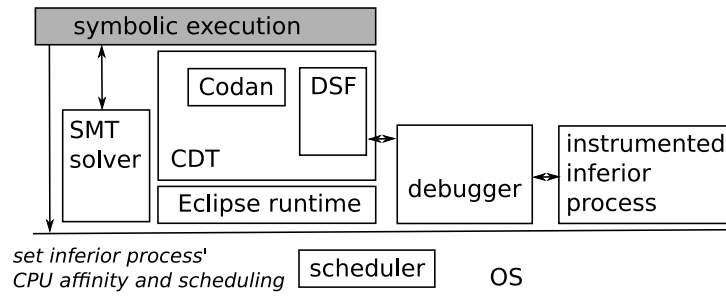 symbolic execution
Codan
DSF
SMT
solver
CDT
debugger
instrumented
inferior
process
Eclipse runtime
set inferior process'
CPU affinity and scheduling
scheduler
OS